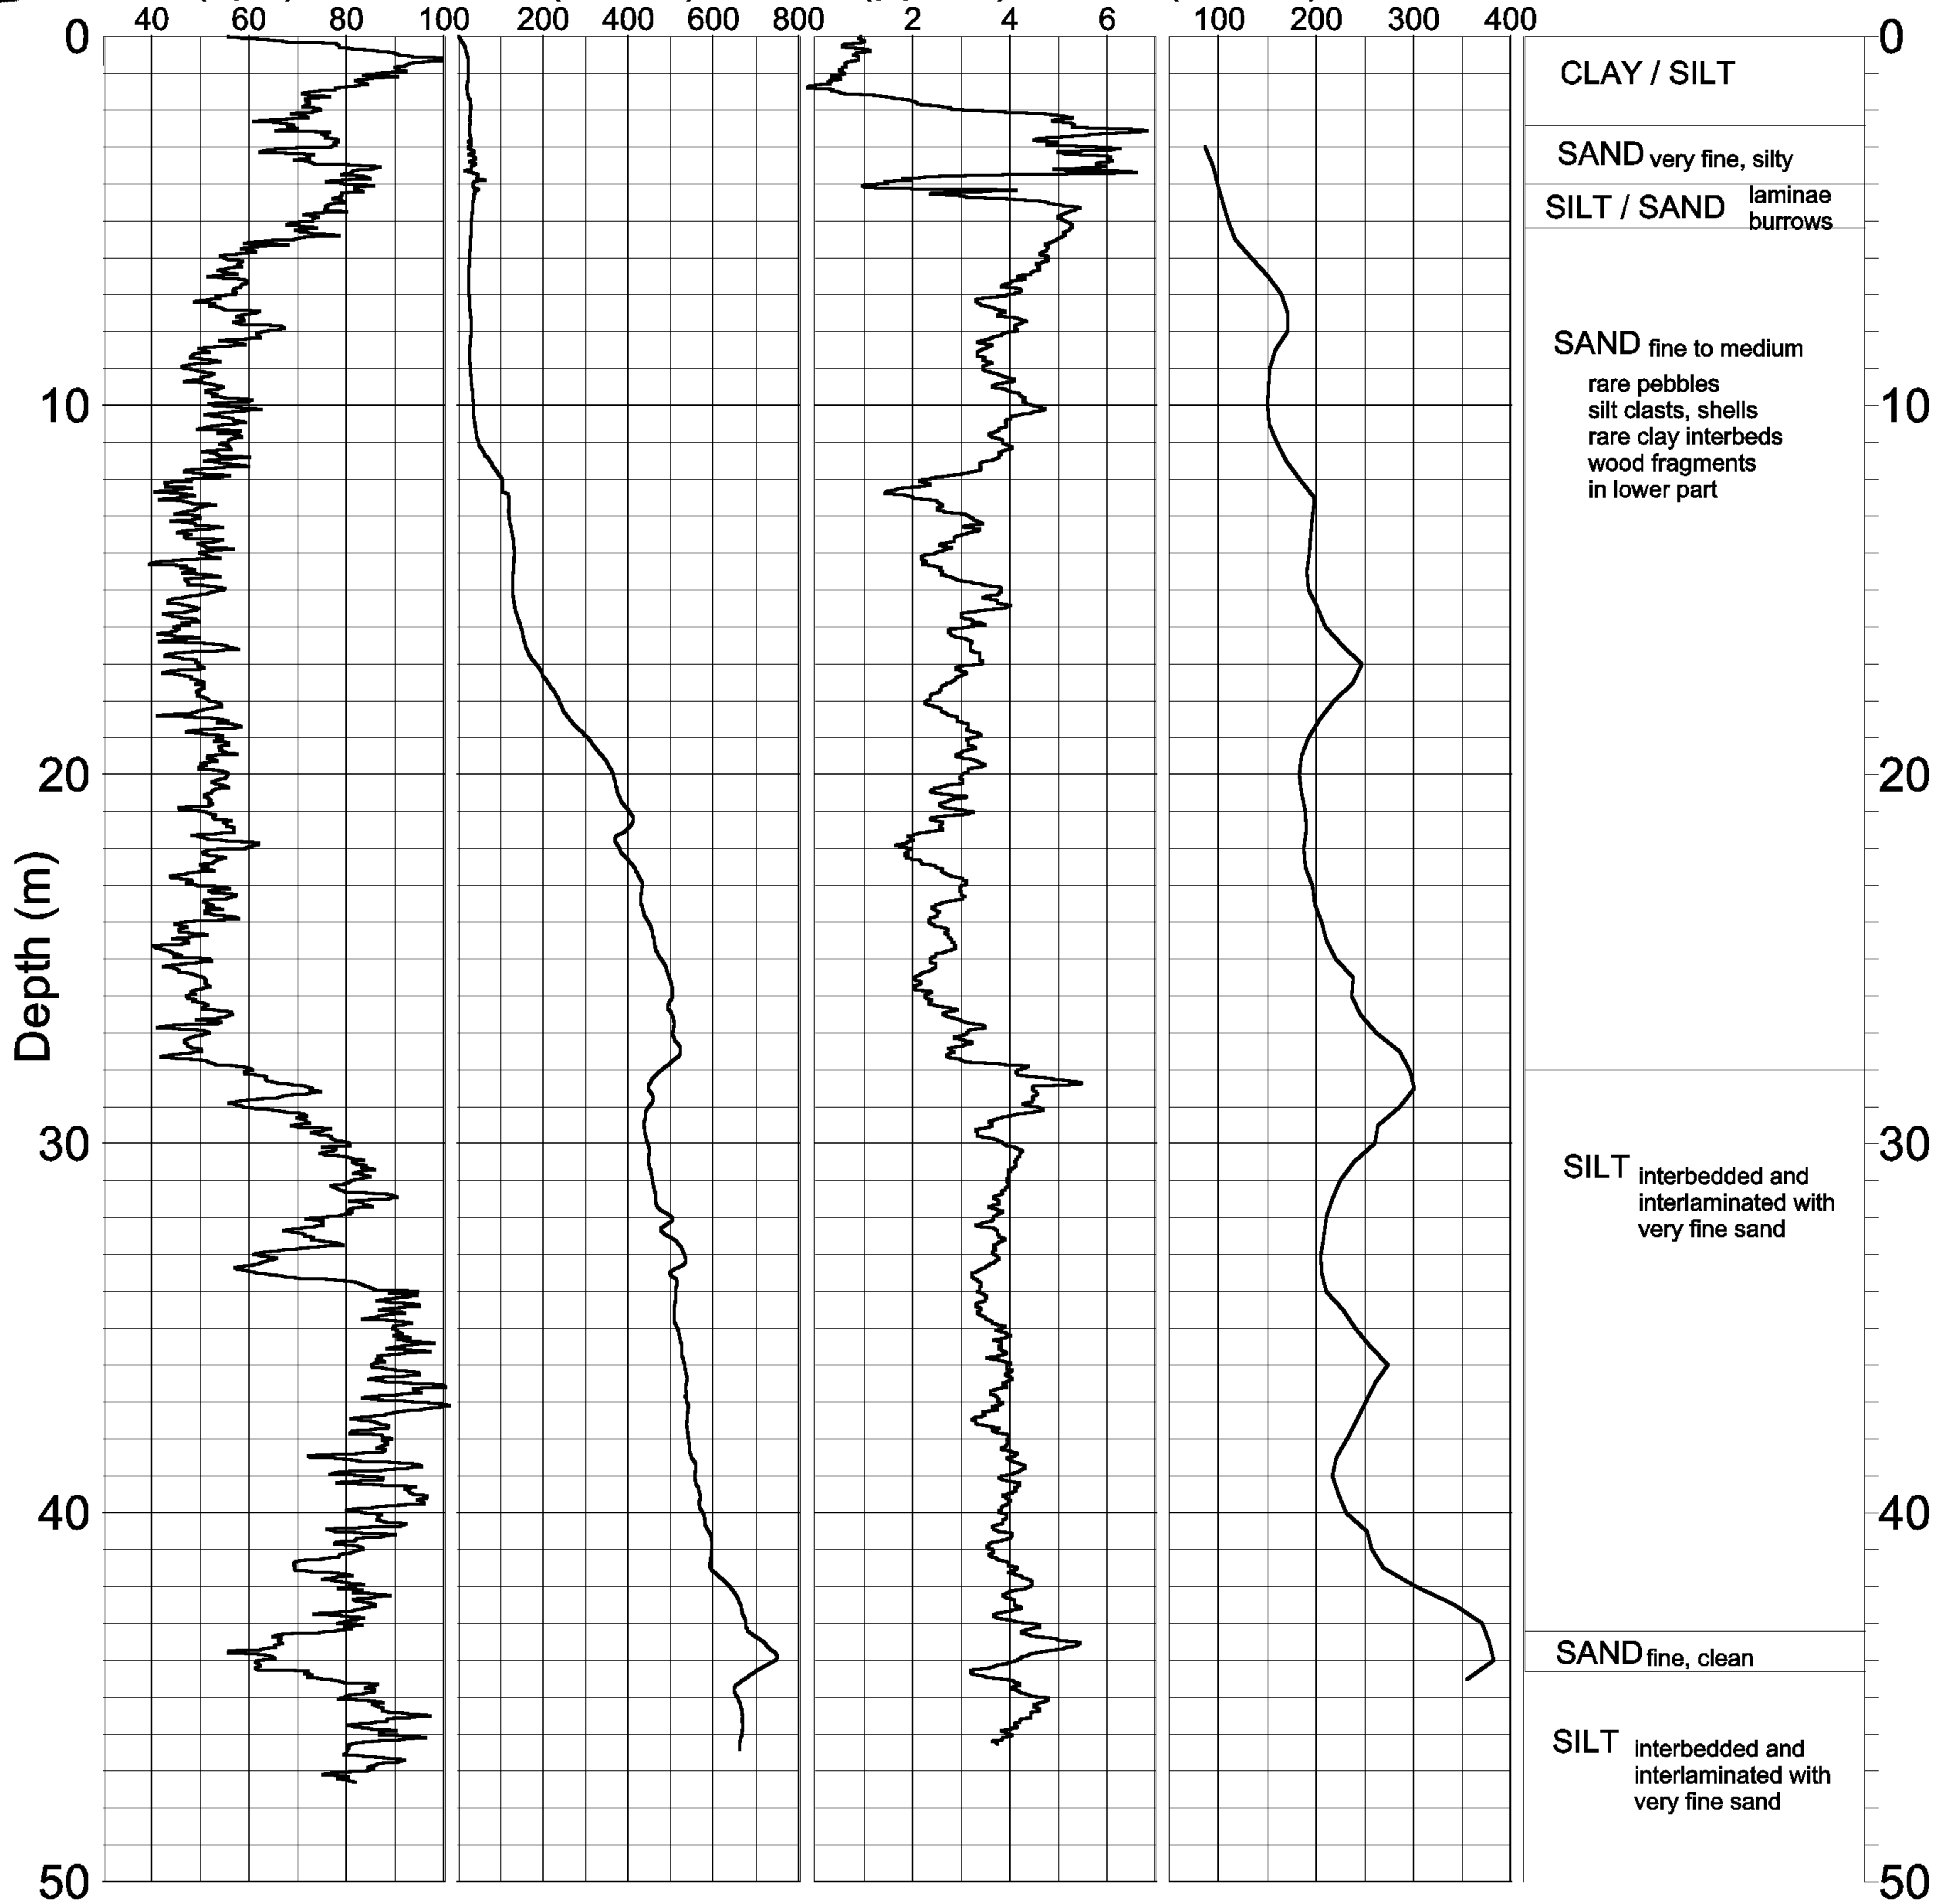 40 60 80 100 200 400 600 800 2 4 6 100 200 300 400
0 0
CLAY / SILT
SAND very fine, silty
SILT / SAND laminae
burrows
SAND fine to medium
rare pebbles
silt clasts, shells
rare clay interbeds
wood fragments
in lower part
10 10
20 20
Depth (m)
30 30
SILT interbedded and
interlaminated with
very fine sand
40 40
SAND fine, clean
SILT interbedded and
interlaminated with
very fine sand
50 50